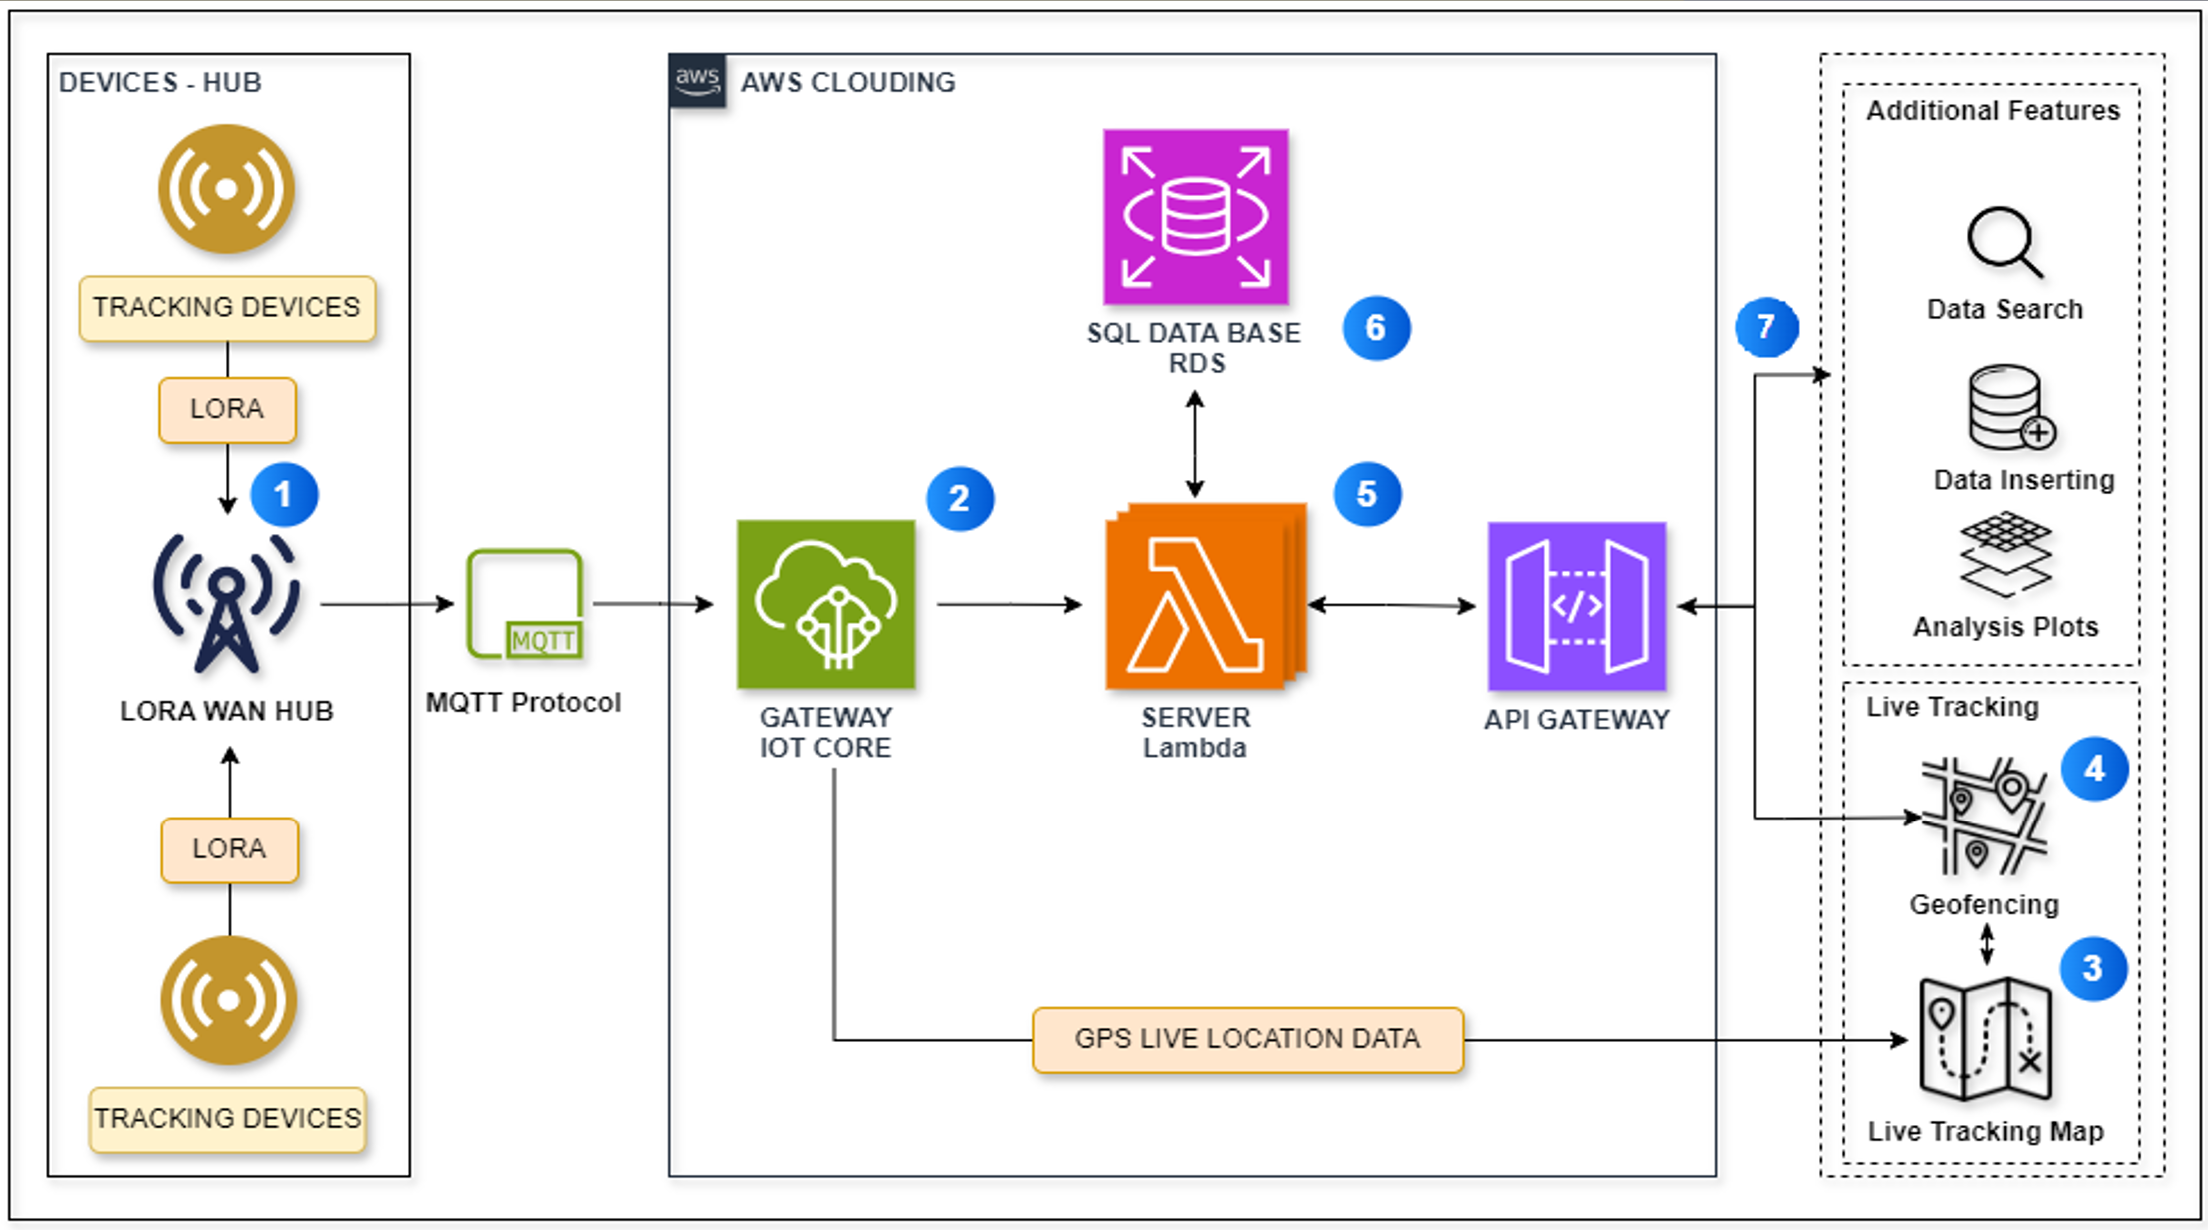 DEVICES - HUB
TRACKING DEVICES
LORA
1
LORA WAN HUB
LORA
TRACKING DEVICES
MQTT
MQTT Protocol
aws
AWS CLOUDING
SQL DATA BASE
RDS
6
2
GATEWAY
IOT CORE
5
SERVER
Lambda
</>
API GATEWAY
GPS LIVE LOCATION DATA
7
Additional Features
Data Search
Data Inserting
Analysis Plots
Live Tracking
4
Geofencing
3
Live Tracking Map